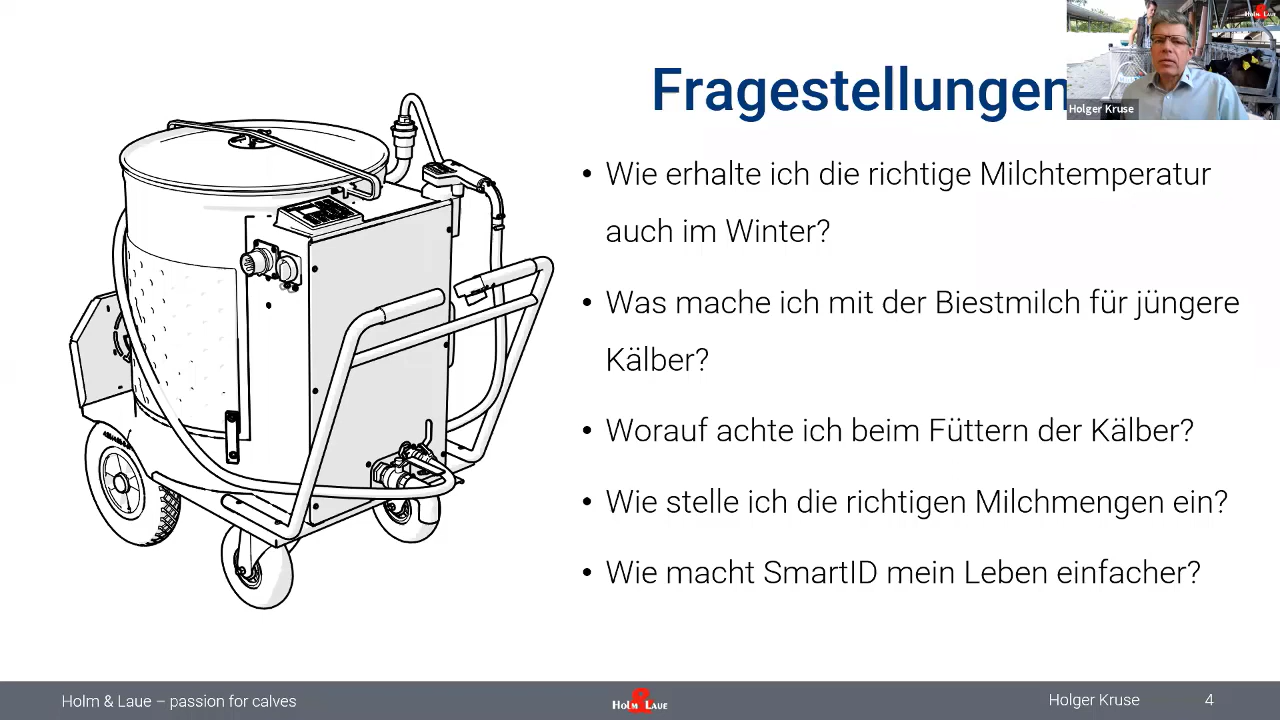 HOLM & LAUE
Fragestellungen
Holger Kruse
• Wie erhalte ich die richtige Milchtemperatur
auch im Winter?
• Was mache ich mit der Biestmilch für jüngere
Kälber?
• Worauf achte ich beim Füttern der Kälber?
• Wie stelle ich die richtigen Milchmengen ein?
• Wie macht SmartID mein Leben einfacher?
Holm & Laue – passion for calves
HOLM & LAUE
Holger Kruse
4